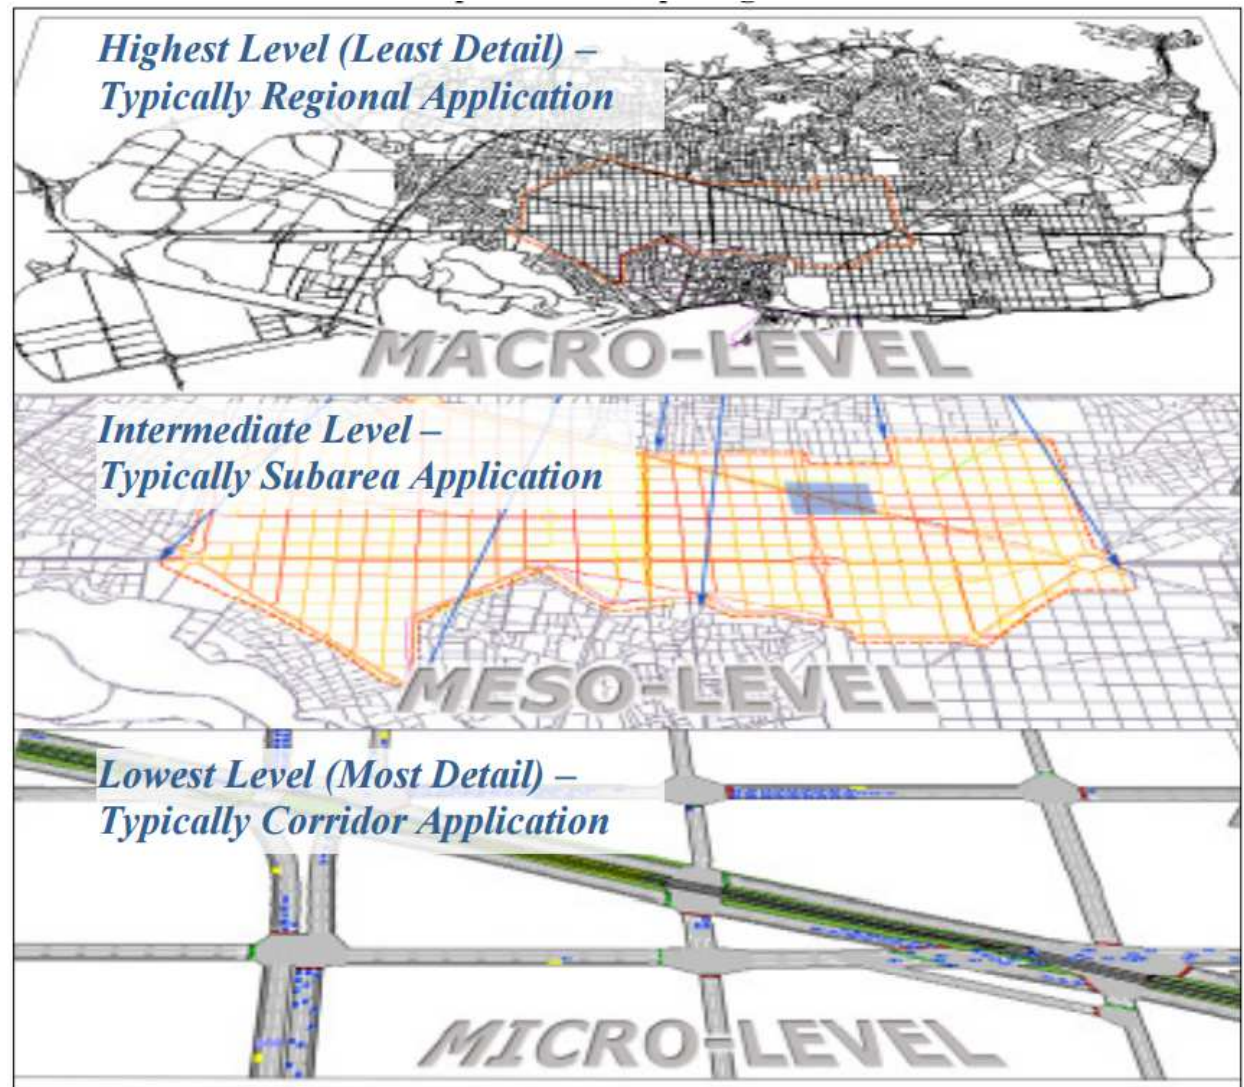 Highest Level (Least Detail) –
Typically Regional Application
MACRO-LEVEL
Intermediate Level –
Typically Subarea Application
MESO-LEVEL
Lowest Level (Most Detail) –
Typically Corridor Application
MICRO-LEVEL